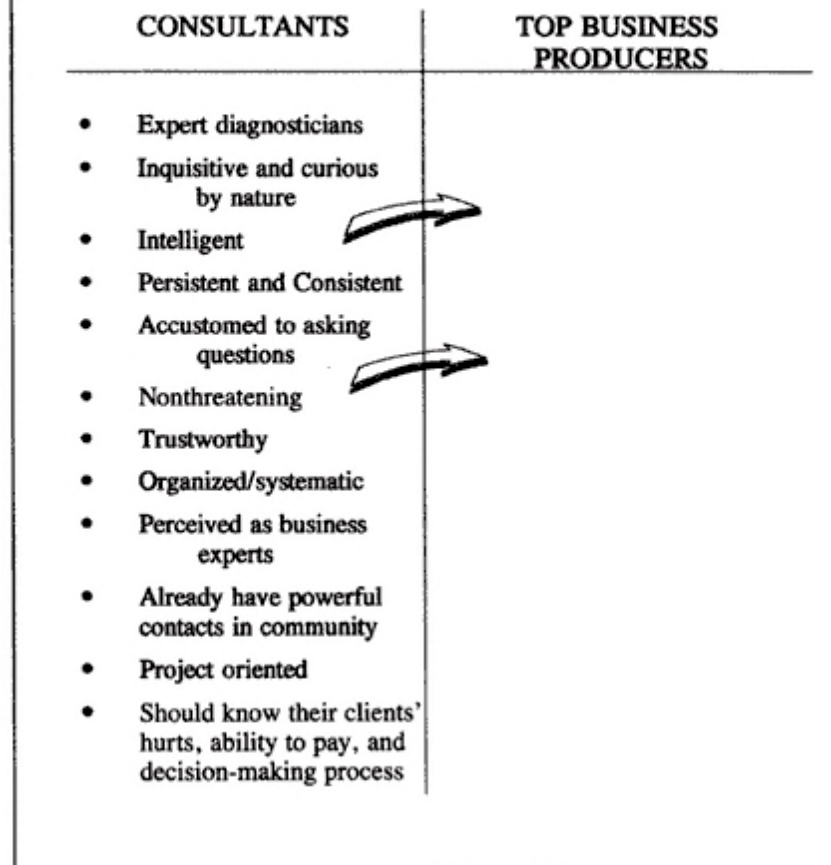 CONSULTANTS
TOP BUSINESS
PRODUCERS
• Expert diagnosticians
• Inquisitive and curious
by nature
• Intelligent
• Persistent and Consistent
• Accustomed to asking
questions
• Nonthreatening
• Trustworthy
• Organized/systematic
• Perceived as business
experts
• Already have powerful
contacts in community
• Project oriented
• Should know their clients'
hurts, ability to pay, and
decision-making process